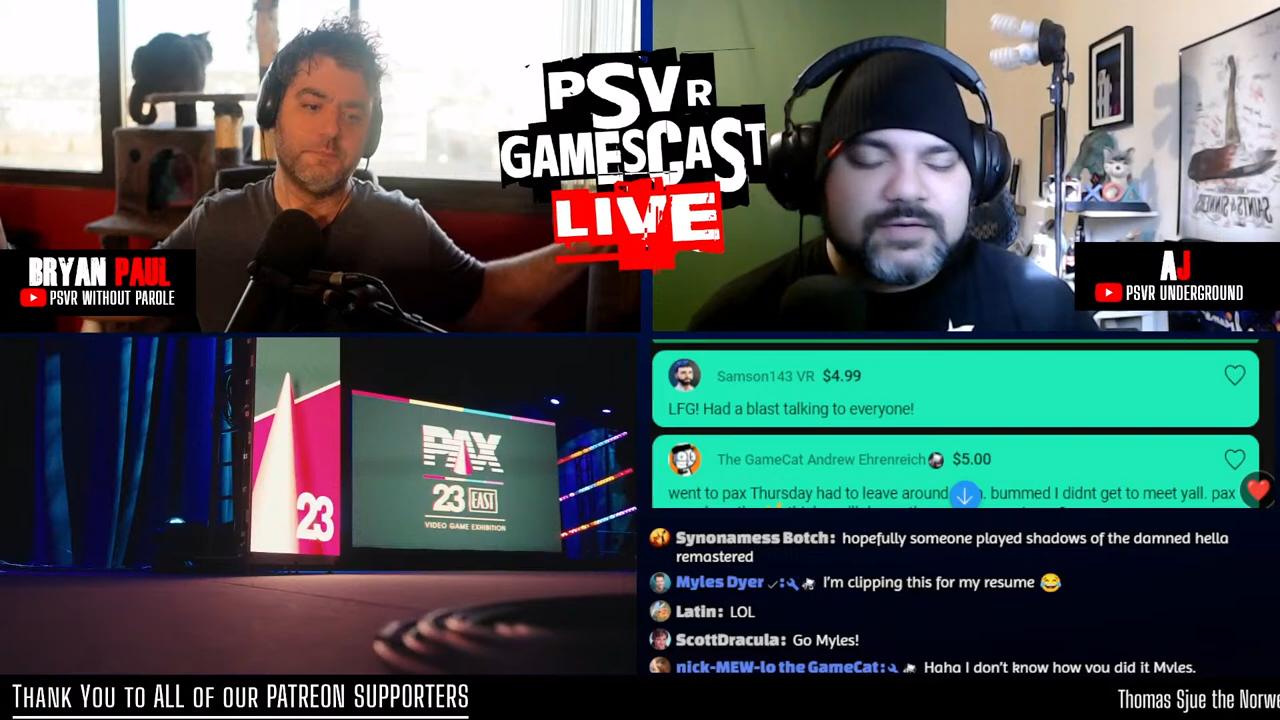 PSVR
GAMESCAST
LIVE
BRYAN PAUL
PSVR WITHOUT PAROLE
AJ
PSVR UNDERGROUND
SAINTS & SINNERS
23
PAX
23 EAST
VIDEO GAME EXHIBITION
Samson143 VR $4.99
LFG! Had a blast talking to everyone!
The GameCat Andrew Ehrenreich $5.00
went to pax Thursday had to leave around . bummed I didnt get to meet yall. pax
Synonamess Botch: hopefully someone played shadows of the damned hella
remastered
Myles Dyer ✓: I'm clipping this for my resume 😂
Latin: LOL
ScottDracula: Go Myles!
nick-MEW-lo the GameCat: Haha I don't know how you did it Myles.
THANK YOU TO ALL OF OUR PATREON SUPPORTERS
Thomas Sjue the Norwe